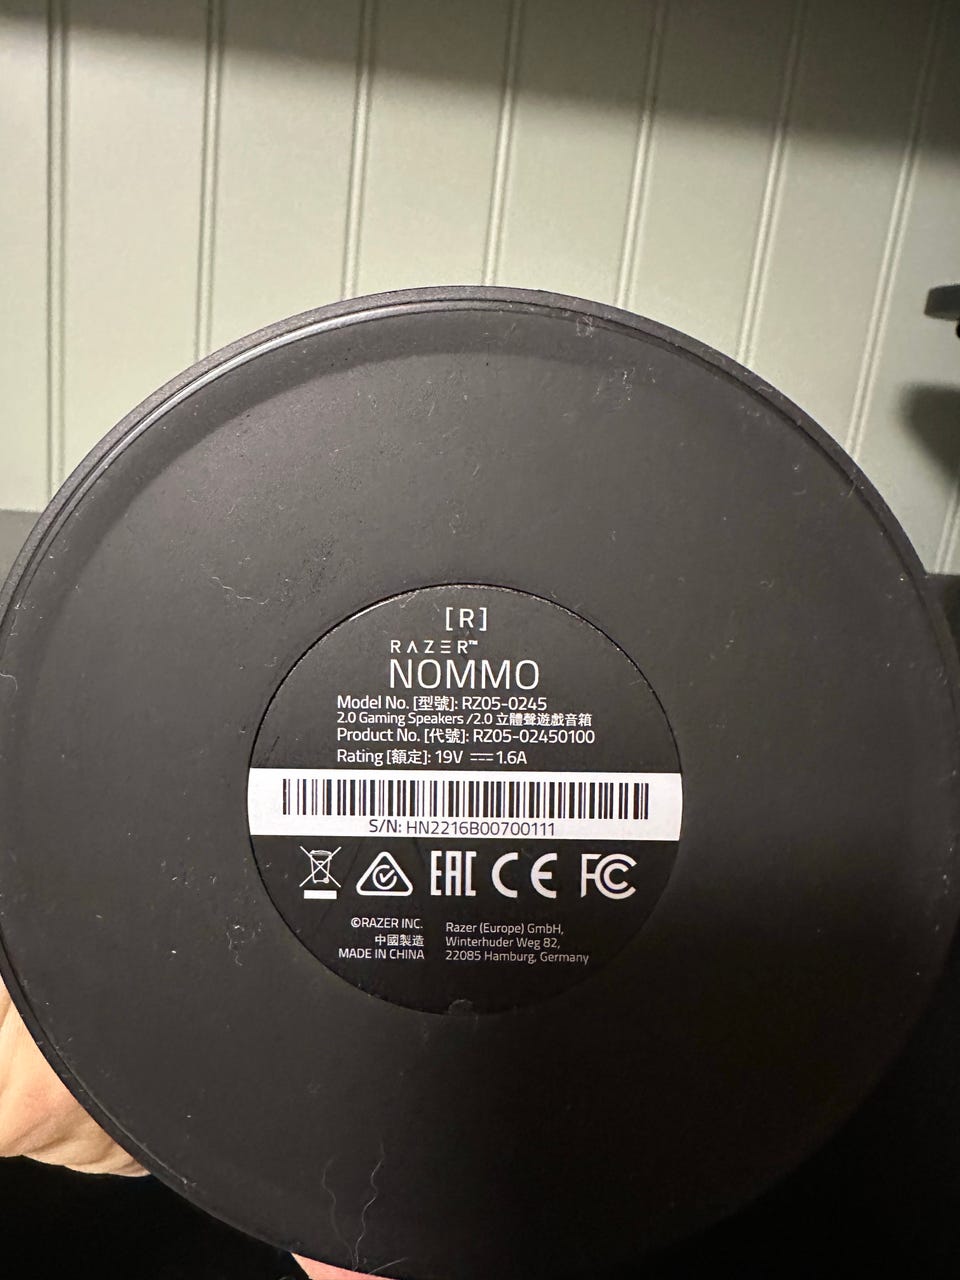 [R]
RAZER™
NOMMO
Model No. [型號]: RZ05-0245
2.0 Gaming Speakers /2.0 立體聲遊戲音箱
Product No. [代號]: RZ05-02450100
Rating [額定]: 19V ⎓ 1.6A
S/N: HN2216B00700111
EAC CE FC
©RAZER INC.
中國製造
MADE IN CHINA
Razer (Europe) GmbH,
Winterhuder Weg 82,
22085 Hamburg, Germany